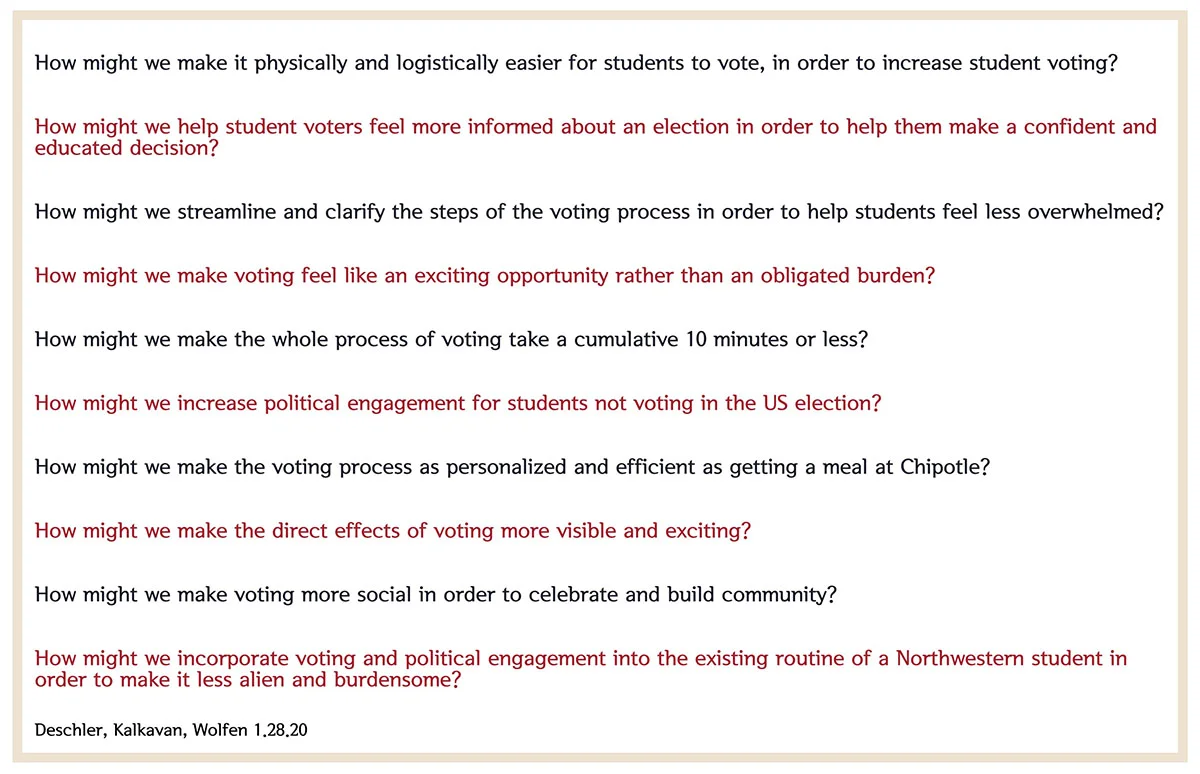 How might we make it physically and logistically easier for students to vote, in order to increase student voting?
How might we help student voters feel more informed about an election in order to help them make a confident and
educated decision?
How might we streamline and clarify the steps of the voting process in order to help students feel less overwhelmed?
How might we make voting feel like an exciting opportunity rather than an obligated burden?
How might we make the whole process of voting take a cumulative 10 minutes or less?
How might we increase political engagement for students not voting in the US election?
How might we make the voting process as personalized and efficient as getting a meal at Chipotle?
How might we make the direct effects of voting more visible and exciting?
How might we make voting more social in order to celebrate and build community?
How might we incorporate voting and political engagement into the existing routine of a Northwestern student in
order to make it less alien and burdensome?
Deschler, Kalkavan, Wolfen 1.28.20